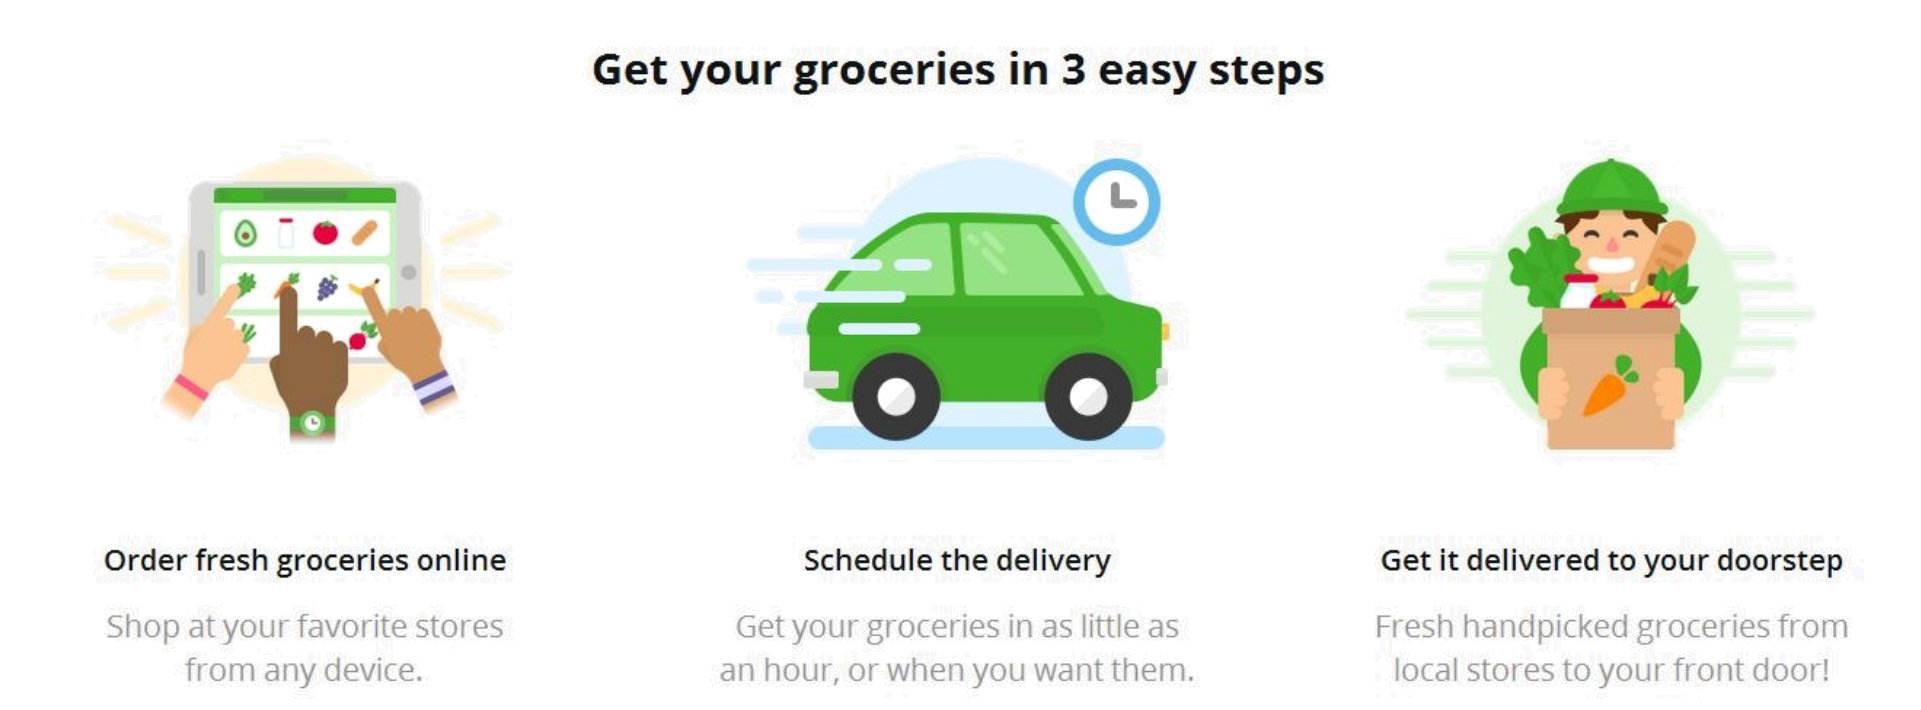 Get your groceries in 3 easy steps
Order fresh groceries online
Shop at your favorite stores
from any device.
Schedule the delivery
Get your groceries in as little as
an hour, or when you want them.
Get it delivered to your doorstep
Fresh handpicked groceries from
local stores to your front door!